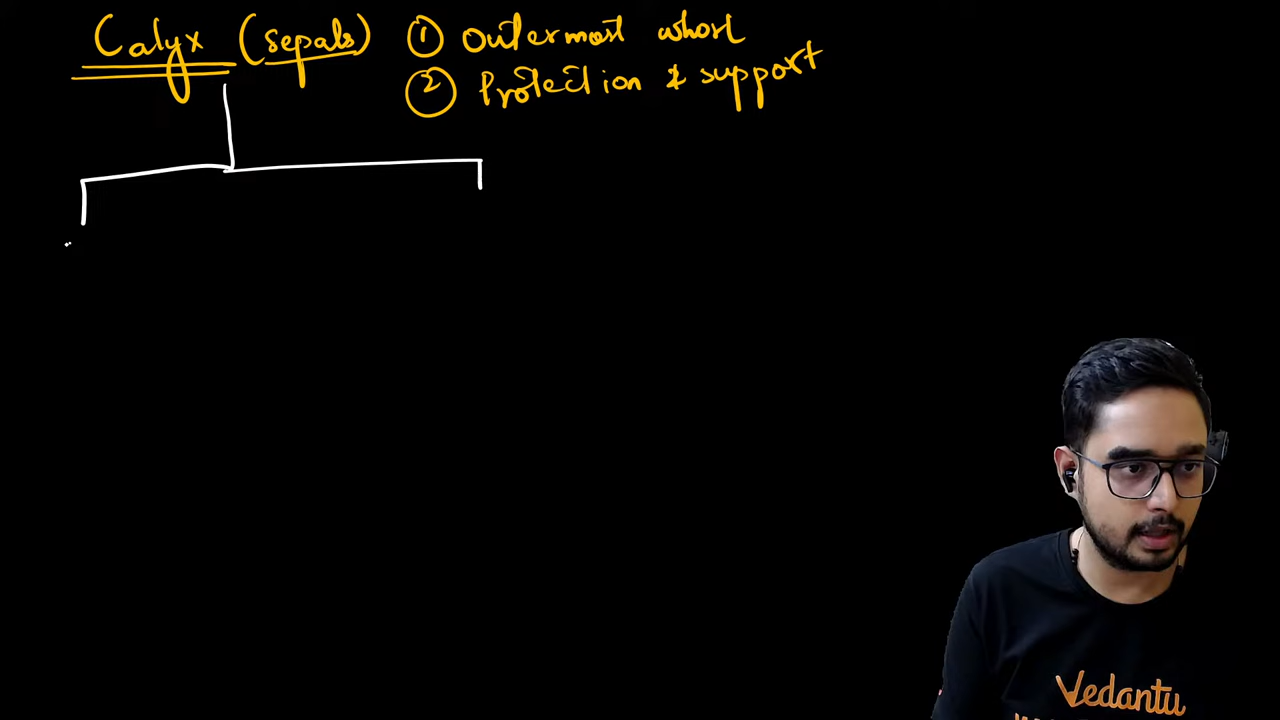 Calyx (sepals) ① Outermost whorl
② Protection & support
Vedantu